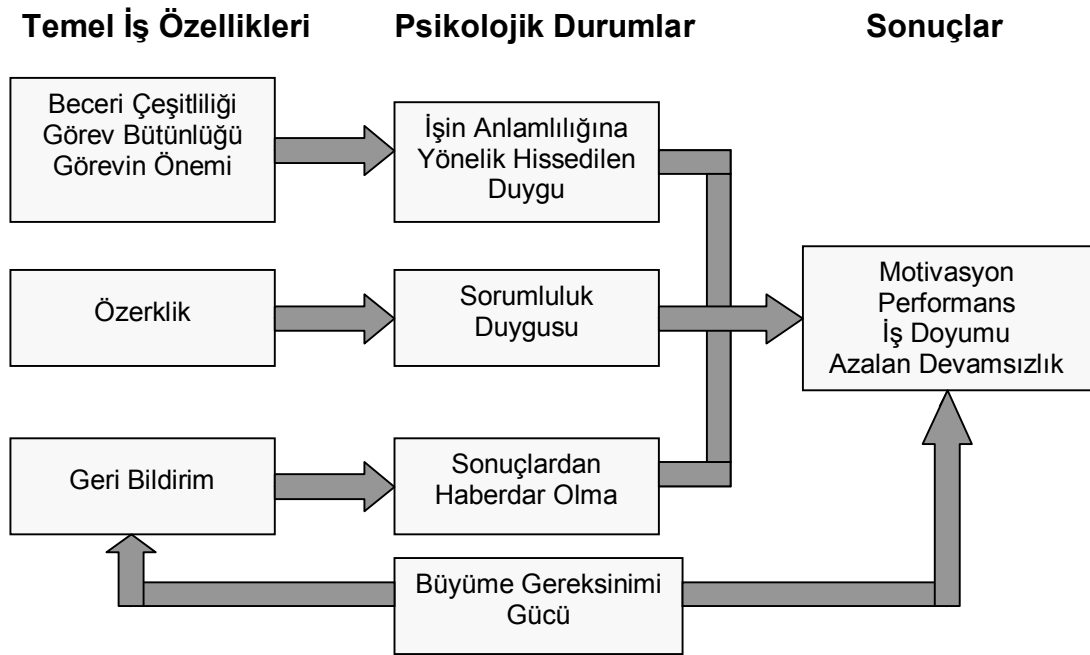 Temel İş Özellikleri
Psikolojik Durumlar
Sonuçlar
Beceri Çeşitliliği
Görev Bütünlüğü
Görevin Önemi
İşin Anlamlılığına
Yönelik Hissedilen
Duygu
Özerklik
Sorumluluk
Duygusu
Motivasyon
Performans
İş Doyumu
Azalan Devamsızlık
Geri Bildirim
Sonuçlardan
Haberdar Olma
Büyüme Gereksinimi
Gücü